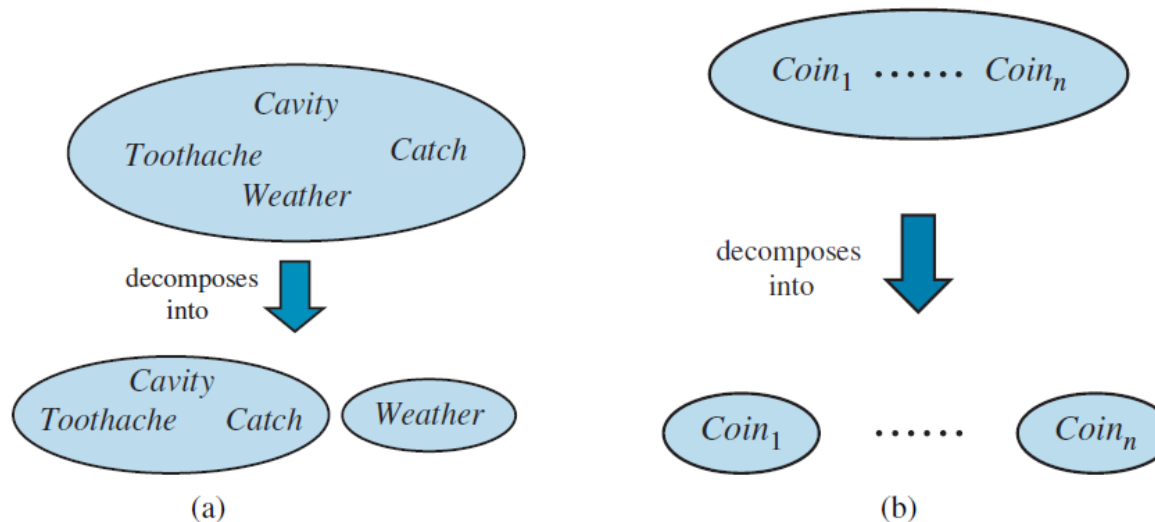 Cavity
Toothache Catch
Weather
decomposes
into
Cavity
Toothache Catch
Weather
(a)
Coin₁ ...... Coinₙ
decomposes
into
Coin₁ ...... Coinₙ
(b)